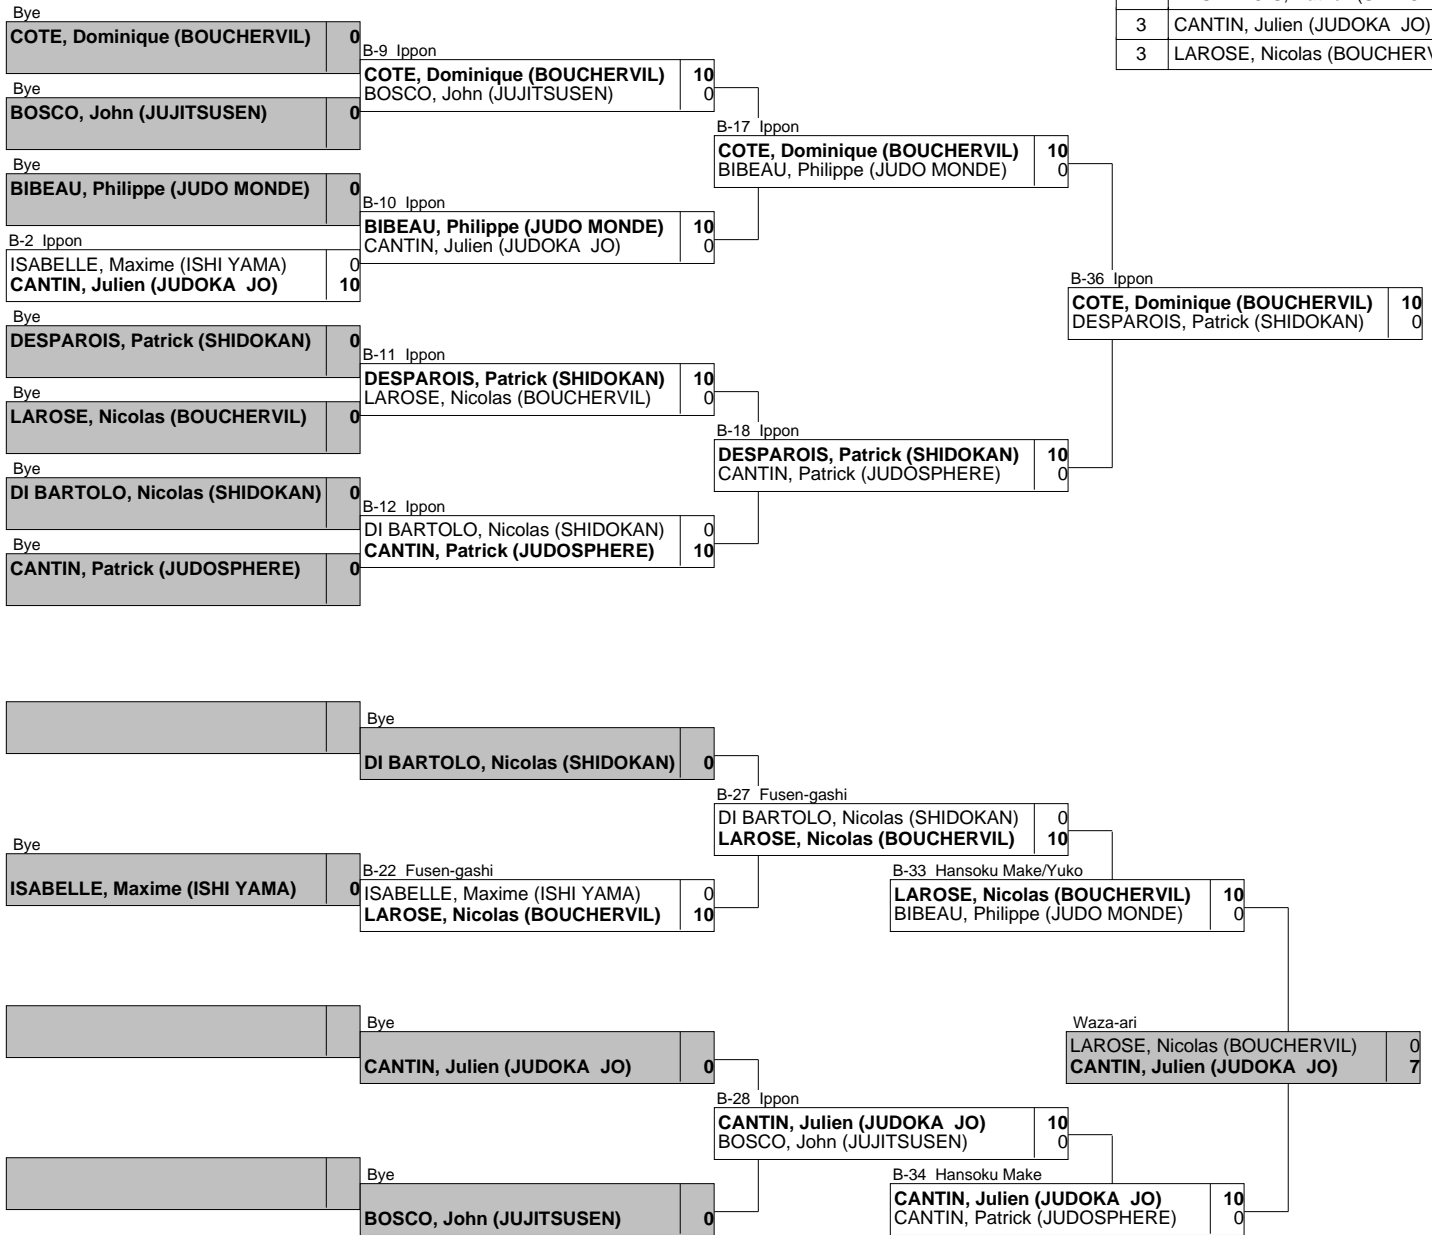 3 CANTIN, Julien (JUDOKA JO)
3 LAROSE, Nicolas
Bye
COTE, Dominique (BOUCHERVIL) 0
Bye
BOSCO, John (JUJITSUSEN) 0
Bye
BIBEAU, Philippe (JUDO MONDE) 0
B-2 Ippon
ISABELLE, Maxime (ISHI YAMA) 0
CANTIN, Julien (JUDOKA JO) 10
Bye
DESPAROIS, Patrick (SHIDOKAN) 0
Bye
LAROSE, Nicolas (BOUCHERVIL) 0
Bye
DI BARTOLO, Nicolas (SHIDOKAN) 0
Bye
CANTIN, Patrick (JUDOSPHERE) 0
B-9 Ippon
COTE, Dominique (BOUCHERVIL) 10
BOSCO, John (JUJITSUSEN) 0
B-10 Ippon
BIBEAU, Philippe (JUDO MONDE) 10
CANTIN, Julien (JUDOKA JO) 0
B-11 Ippon
DESPAROIS, Patrick (SHIDOKAN) 10
LAROSE, Nicolas (BOUCHERVIL) 0
B-12 Ippon
DI BARTOLO, Nicolas (SHIDOKAN) 0
CANTIN, Patrick (JUDOSPHERE) 10
B-17 Ippon
COTE, Dominique (BOUCHERVIL) 10
BIBEAU, Philippe (JUDO MONDE) 0
B-18 Ippon
DESPAROIS, Patrick (SHIDOKAN) 10
CANTIN, Patrick (JUDOSPHERE) 0
B-36 Ippon
COTE, Dominique (BOUCHERVIL) 10
DESPAROIS, Patrick (SHIDOKAN) 0
Bye
DI BARTOLO, Nicolas (SHIDOKAN) 0
Bye
ISABELLE, Maxime (ISHI YAMA) 0
B-22 Fusen-gashi
ISABELLE, Maxime (ISHI YAMA) 0
LAROSE, Nicolas (BOUCHERVIL) 10
B-27 Fusen-gashi
DI BARTOLO, Nicolas (SHIDOKAN) 0
LAROSE, Nicolas (BOUCHERVIL) 10
B-33 Hansoku Make/Yuko
LAROSE, Nicolas (BOUCHERVIL) 10
BIBEAU, Philippe (JUDO MONDE) 0
Bye
CANTIN, Julien (JUDOKA JO) 0
Bye
BOSCO, John (JUJITSUSEN) 0
B-28 Ippon
CANTIN, Julien (JUDOKA JO) 10
BOSCO, John (JUJITSUSEN) 0
B-34 Hansoku Make
CANTIN, Julien (JUDOKA JO) 10
CANTIN, Patrick (JUDOSPHERE) 0
Waza-ari
LAROSE, Nicolas (BOUCHERVIL) 0
CANTIN, Julien (JUDOKA JO) 7